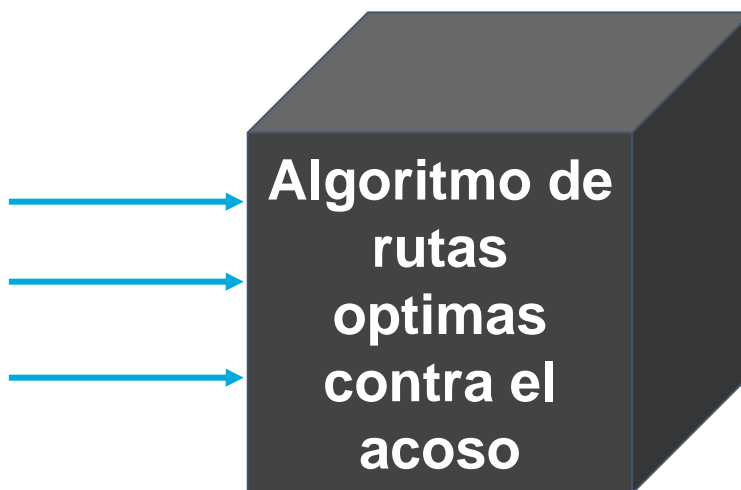 Algoritmo de
rutas
optimas
contra el
acoso